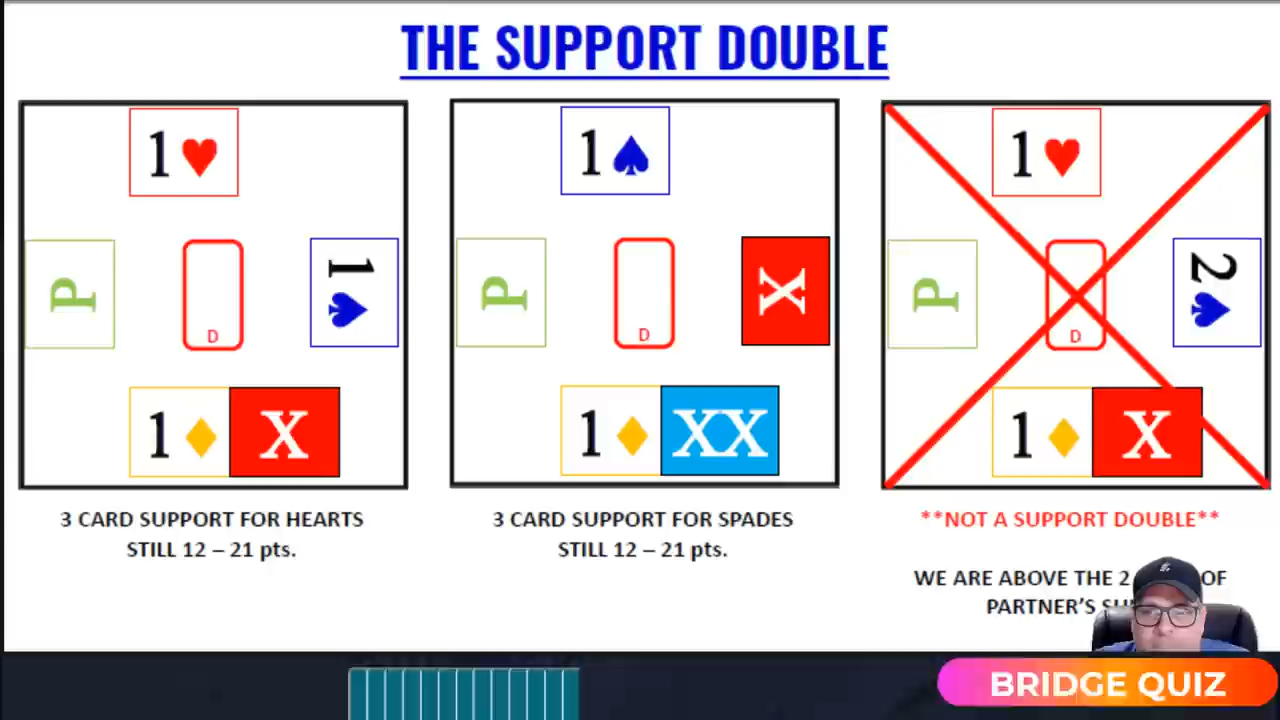 THE SUPPORT DOUBLE
1♥
P
1♠
D
1♦ X
3 CARD SUPPORT FOR HEARTS
STILL 12 – 21 pts.
1♠
P
X
D
1♦ XX
3 CARD SUPPORT FOR SPADES
STILL 12 – 21 pts.
1♥
P
2♠
D
1♦ X
**NOT A SUPPORT DOUBLE**
WE ARE ABOVE THE 2 OF
PARTNER'S
BRIDGE QUIZ